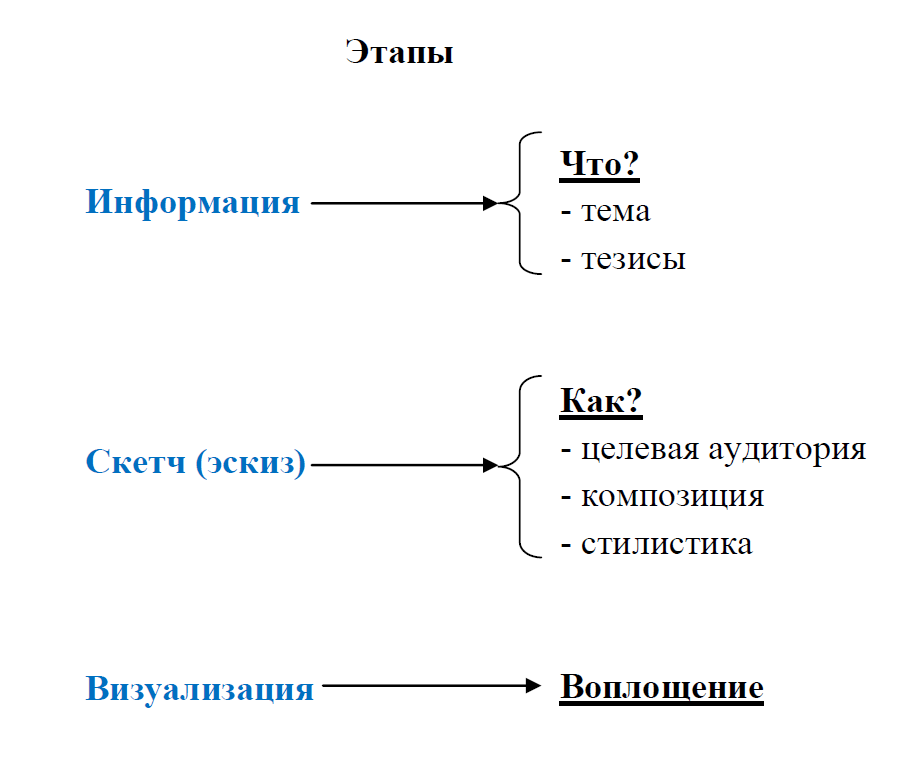 Этапы
Информация
Что?
- тема
- тезисы
Скетч (эскиз)
Как?
- целевая аудитория
- композиция
- стилистика
Визуализация
Воплощение